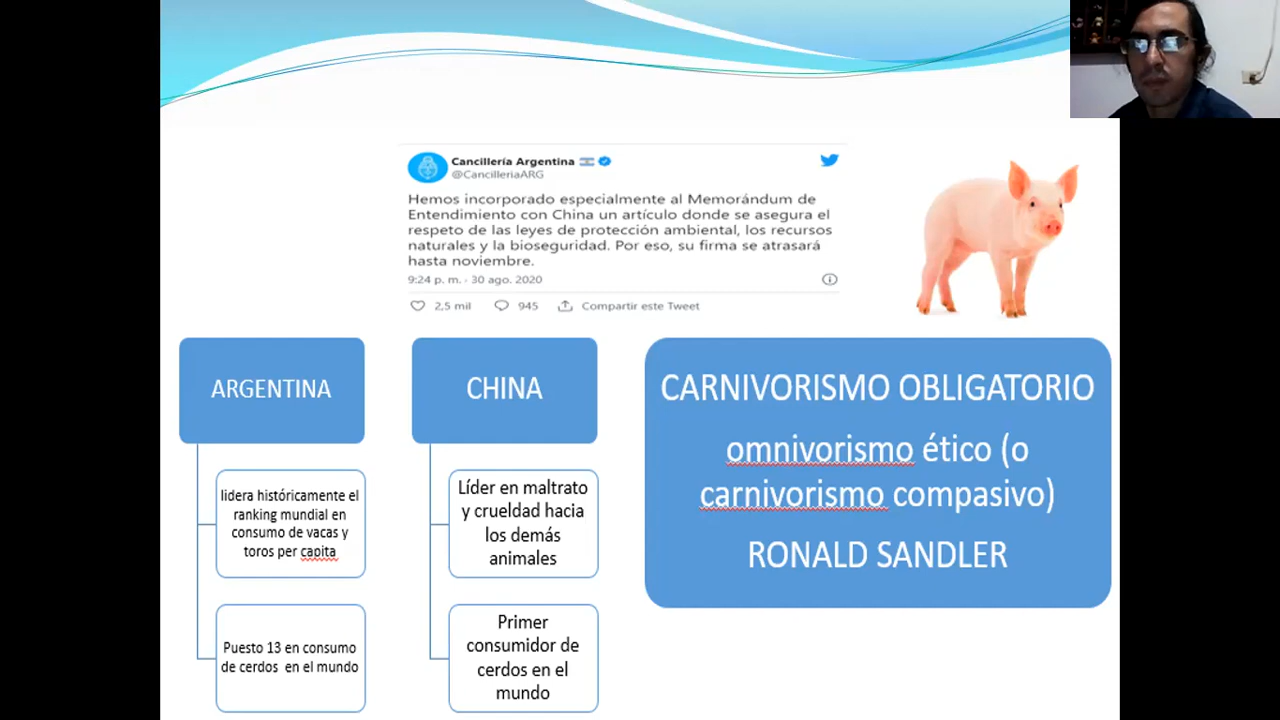 Cancillería Argentina
@CancilleriaARG
Hemos incorporado especialmente al Memorándum de
Entendimiento con China un artículo donde se asegura el
respeto de las leyes de protección ambiental, los recursos
naturales y la bioseguridad. Por eso, su firma se atrasará
hasta noviembre.
9:24 p. m. · 30 ago. 2020
2,5 mil 945 Compartir este Tweet
ARGENTINA
lidera históricamente el
ranking mundial en
consumo de vacas y
toros per capita
Puesto 13 en consumo
de cerdos en el mundo
CHINA
Líder en maltrato
y crueldad hacia
los demás
animales
Primer
consumidor de
cerdos en el
mundo
CARNIVORISMO OBLIGATORIO
omnivorismo ético (o
carnivorismo compasivo)
RONALD SANDLER